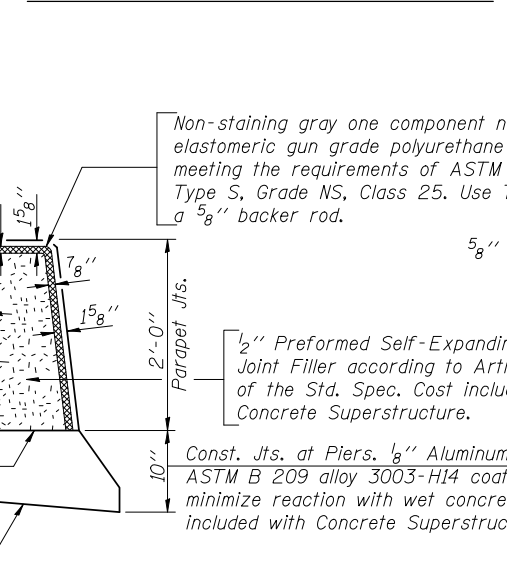 Non-staining gray one component n
elastomeric gun grade polyurethane
meeting the requirements of ASTM
Type S, Grade NS, Class 25. Use T
a 5/8" backer rod.
1 5/8"
5/8"
7/8"
1 5/8"
2'-0"
Parapet Jts.
1/2" Preformed Self-Expandin
Joint Filler according to Arti
of the Std. Spec. Cost inclu
Concrete Superstructure.
10"
Const. Jts. at Piers. 1/8" Aluminum
ASTM B 209 alloy 3003-H14 coat
minimize reaction with wet concre
included with Concrete Superstruc